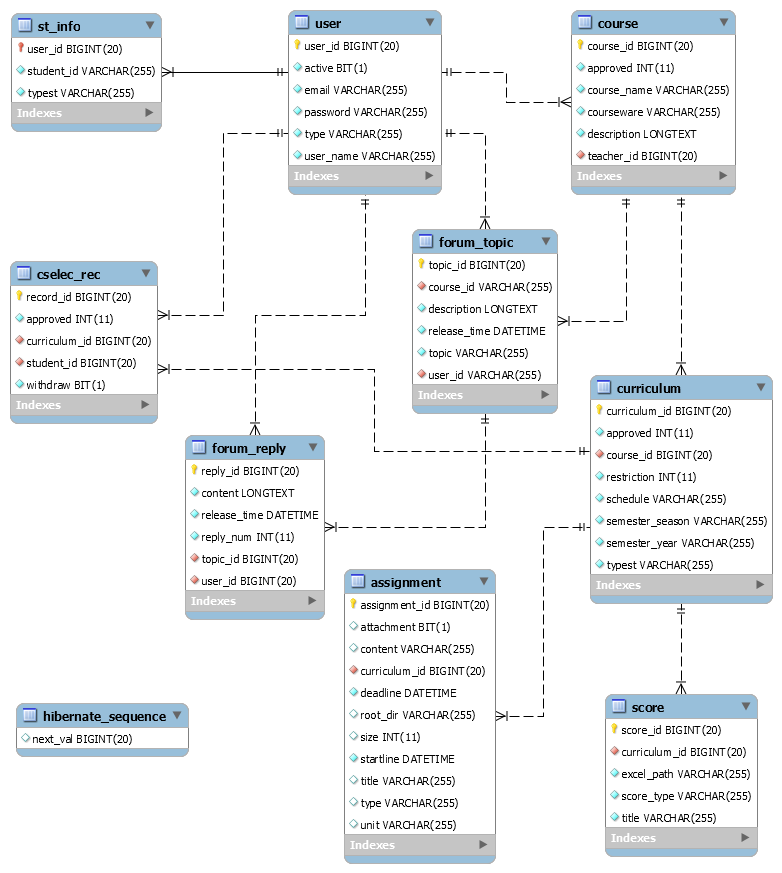 st_info
user_id BIGINT(20)
student_id VARCHAR(255)
typest VARCHAR(255)
Indexes
user
user_id BIGINT(20)
active BIT(1)
email VARCHAR(255)
password VARCHAR(255)
type VARCHAR(255)
user_name VARCHAR(255)
Indexes
course
course_id BIGINT(20)
approved INT(11)
course_name VARCHAR(255)
courseware VARCHAR(255)
description LONGTEXT
teacher_id BIGINT(20)
Indexes
forum_topic
topic_id BIGINT(20)
course_id VARCHAR(255)
description LONGTEXT
release_time DATETIME
topic VARCHAR(255)
user_id VARCHAR(255)
Indexes
cselec_rec
record_id BIGINT(20)
approved INT(11)
curriculum_id BIGINT(20)
student_id BIGINT(20)
withdraw BIT(1)
Indexes
curriculum
curriculum_id BIGINT(20)
approved INT(11)
course_id BIGINT(20)
restriction INT(11)
schedule VARCHAR(255)
semester_season VARCHAR(255)
semester_year VARCHAR(255)
typest VARCHAR(255)
Indexes
forum_reply
reply_id BIGINT(20)
content LONGTEXT
release_time DATETIME
reply_num INT(11)
topic_id BIGINT(20)
user_id BIGINT(20)
Indexes
assignment
assignment_id BIGINT(20)
attachment BIT(1)
content VARCHAR(255)
curriculum_id BIGINT(20)
deadline DATETIME
root_dir VARCHAR(255)
size INT(11)
startline DATETIME
title VARCHAR(255)
type VARCHAR(255)
unit VARCHAR(255)
Indexes
hibernate_sequence
next_val BIGINT(20)
score
score_id BIGINT(20)
curriculum_id BIGINT(20)
excel_path VARCHAR(255)
score_type VARCHAR(255)
title VARCHAR(255)
Indexes